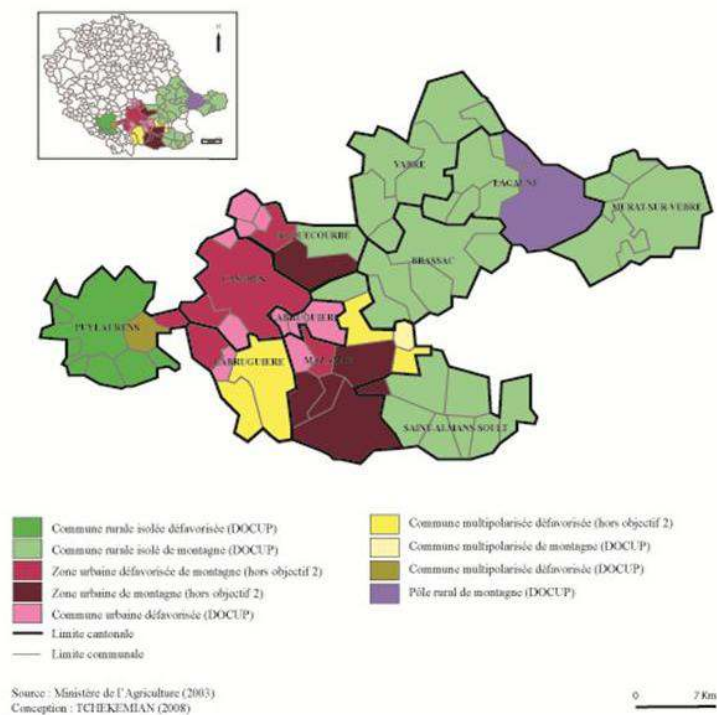 VABRE
LACAUNE
MURAT-SUR-VEBRE
BRASSAC
CASTRES
PUYLAURENS
LABRUGUIERE
SAINT-ALMANS-SOULT
Commune rurale isolée défavorisée (DOCUP)
Commune rurale isolé de montagne (DOCUP)
Zone urbaine défavorisée de montagne (hors objectif 2)
Zone urbaine de montagne (hors objectif 2)
Commune urbaine défavorisée (DOCUP)
Limite cantonale
Limite communale
Commune multipolarisée défavorisée (hors objectif 2)
Commune multipolarisée de montagne (DOCUP)
Commune multipolarisée défavorisée (DOCUP)
Pôle rural de montagne (DOCUP)
Source : Ministère de l'Agriculture (2003)
Conception : TCHEKEMIAN (2008)
0 7 Km